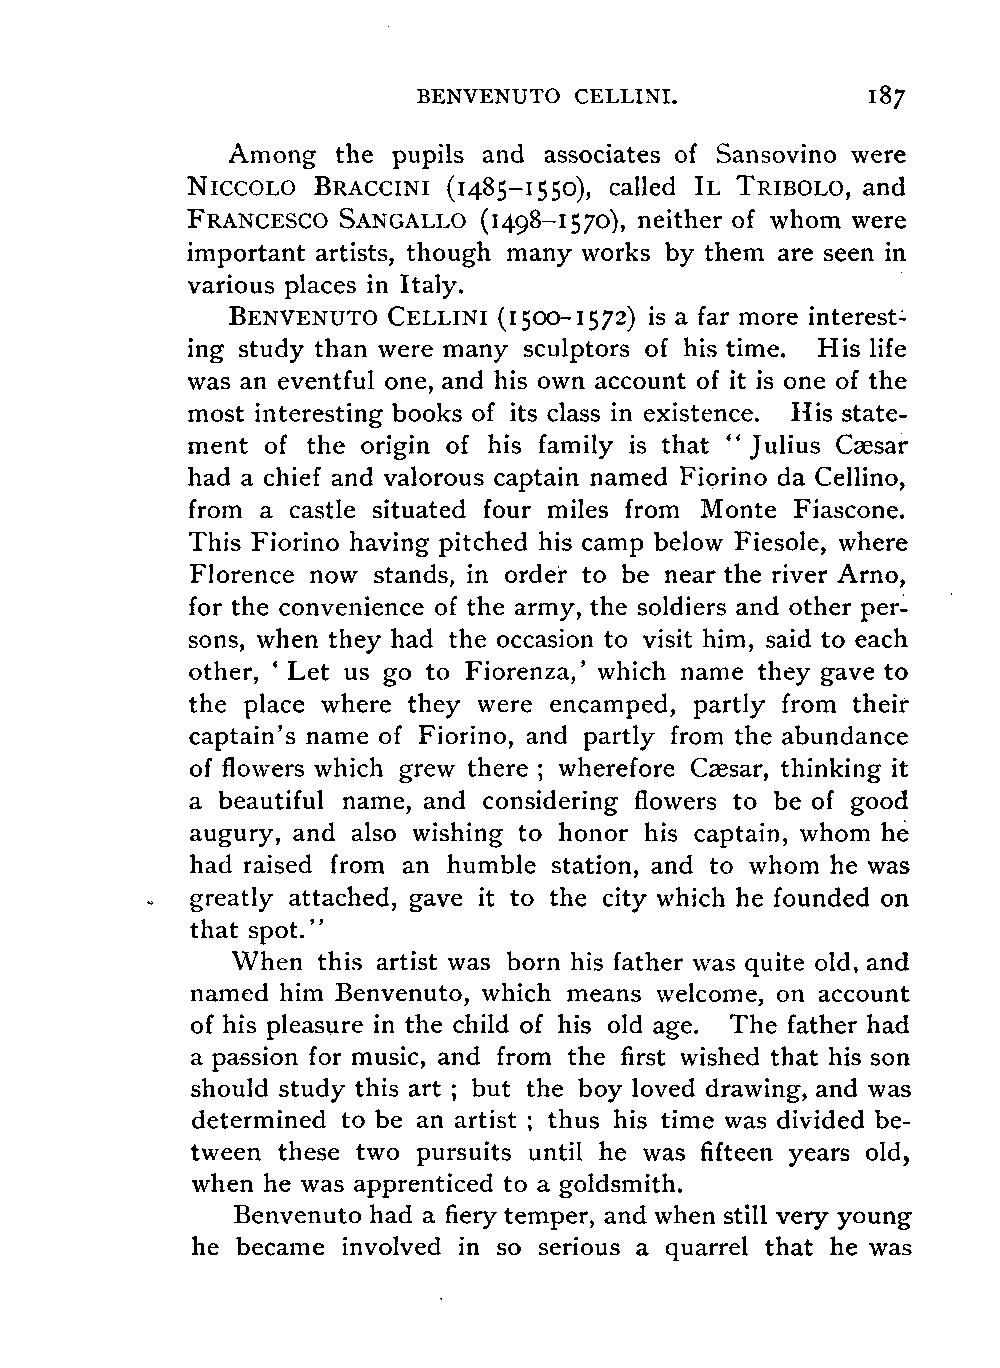 BENVENUTO CELLINI. 187
Among the pupils and associates of Sansovino were
NICCOLO BRACCINI (1485–1550), called IL TRIBOLO, and
FRANCESCO SANGALLO (1498–1570), neither of whom were
important artists, though many works by them are seen in
various places in Italy.
BENVENUTO CELLINI (1500–1572) is a far more interest-
ing study than were many sculptors of his time. His life
was an eventful one, and his own account of it is one of the
most interesting books of its class in existence. His state-
ment of the origin of his family is that “Julius Cæsar
had a chief and valorous captain named Fiorino da Cellino,
from a castle situated four miles from Monte Fiascone.
This Fiorino having pitched his camp below Fiesole, where
Florence now stands, in order to be near the river Arno,
for the convenience of the army, the soldiers and other per-
sons, when they had the occasion to visit him, said to each
other, ‘Let us go to Fiorenza,’ which name they gave to
the place where they were encamped, partly from their
captain's name of Fiorino, and partly from the abundance
of flowers which grew there ; wherefore Cæsar, thinking it
a beautiful name, and considering flowers to be of good
augury, and also wishing to honor his captain, whom he
had raised from an humble station, and to whom he was
greatly attached, gave it to the city which he founded on
that spot.”
When this artist was born his father was quite old, and
named him Benvenuto, which means welcome, on account
of his pleasure in the child of his old age. The father had
a passion for music, and from the first wished that his son
should study this art ; but the boy loved drawing, and was
determined to be an artist ; thus his time was divided be-
tween these two pursuits until he was fifteen years old,
when he was apprenticed to a goldsmith.
Benvenuto had a fiery temper, and when still very young
he became involved in so serious a quarrel that he was